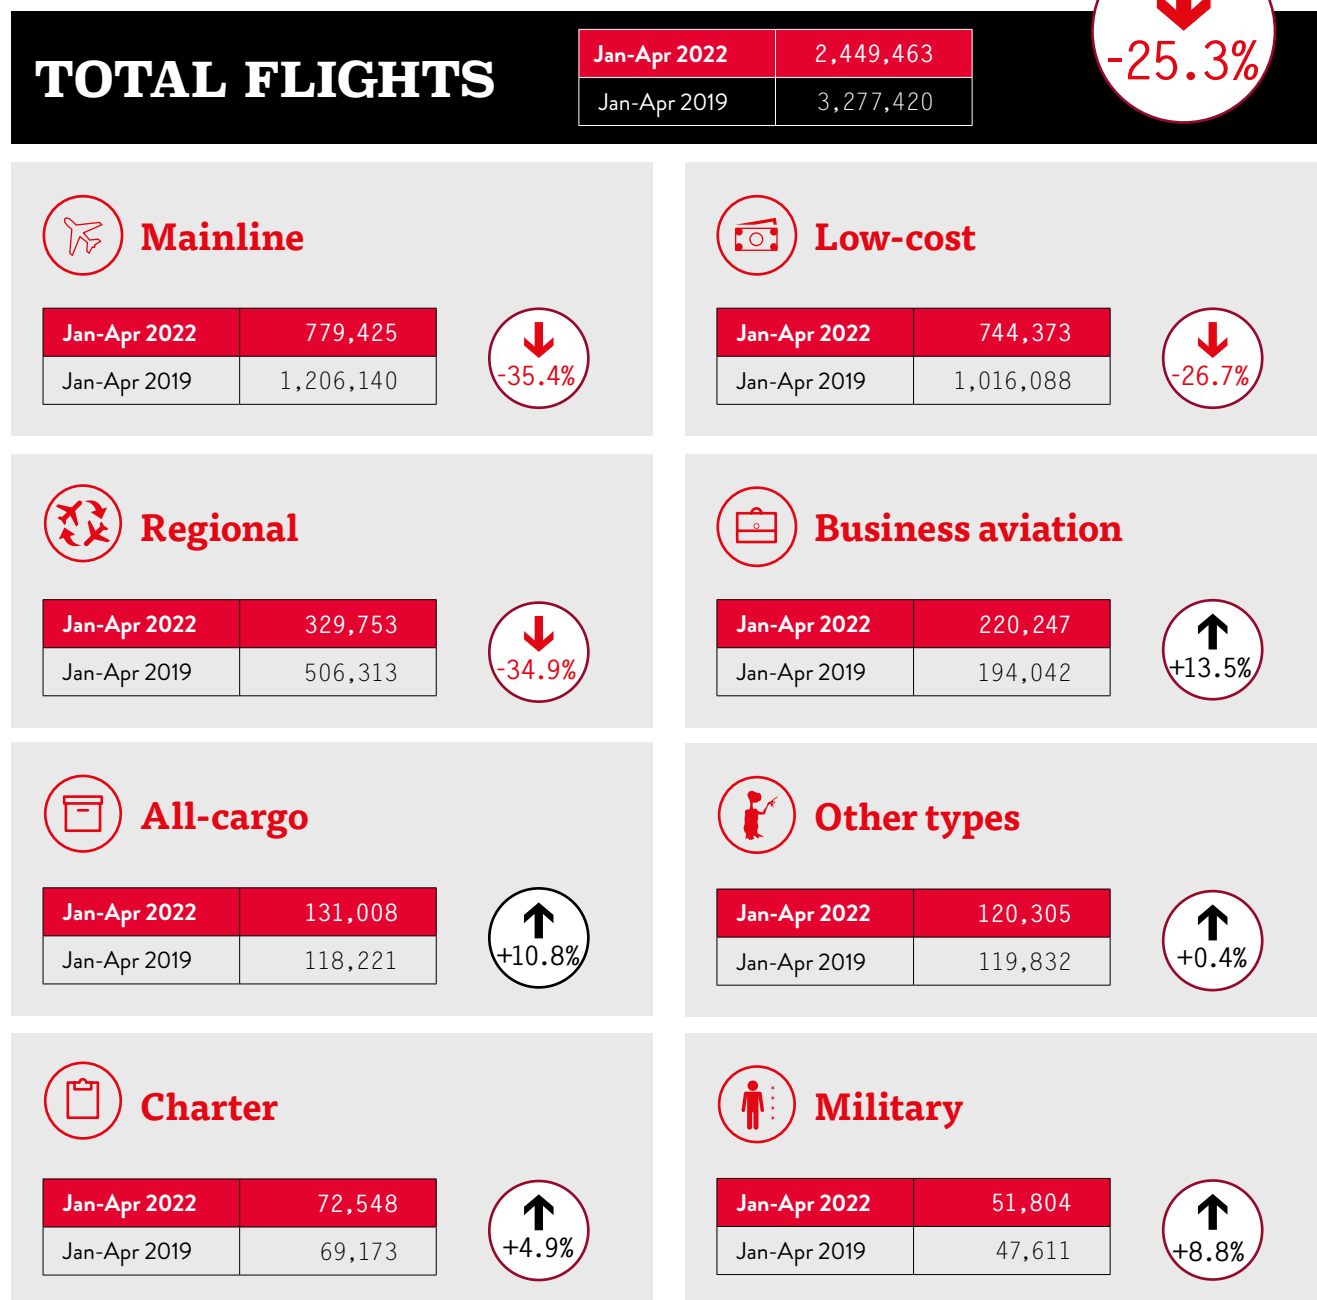 TOTAL FLIGHTS
Jan-Apr 2022 2,449,463
Jan-Apr 2019 3,277,420
-25.3%
Mainline
Jan-Apr 2022 779,425
Jan-Apr 2019 1,206,140
-35.4%
Low-cost
Jan-Apr 2022 744,373
Jan-Apr 2019 1,016,088
-26.7%
Regional
Jan-Apr 2022 329,753
Jan-Apr 2019 506,313
-34.9%
Business aviation
Jan-Apr 2022 220,247
Jan-Apr 2019 194,042
+13.5%
All-cargo
Jan-Apr 2022 131,008
Jan-Apr 2019 118,221
+10.8%
Other types
Jan-Apr 2022 120,305
Jan-Apr 2019 119,832
+0.4%
Charter
Jan-Apr 2022 72,548
Jan-Apr 2019 69,173
+4.9%
Military
Jan-Apr 2022 51,804
Jan-Apr 2019 47,611
+8.8%